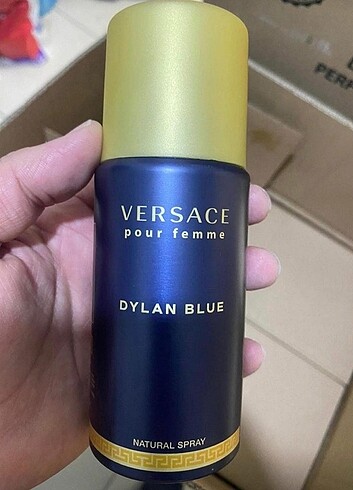 VERSACE
pour femme
DYLAN BLUE
NATURAL SPRAY